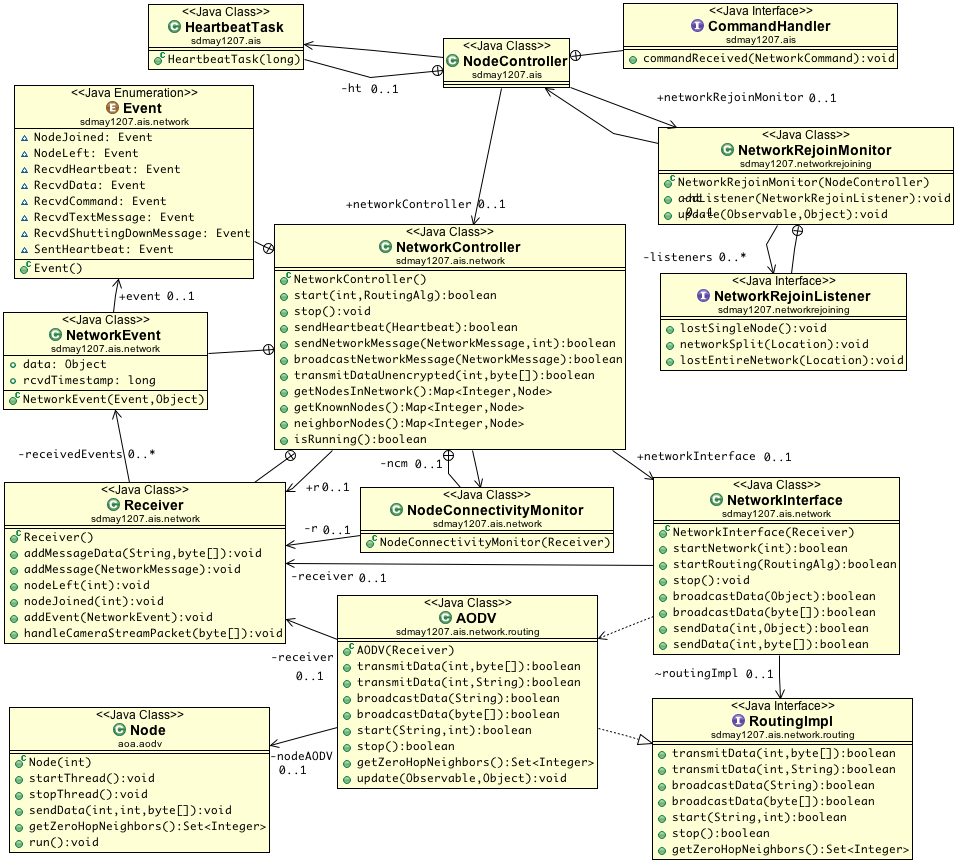 <<Java Class>>
HeartbeatTask
sdmay1207.ais
HeartbeatTask(long)
-ht 0..1
<<Java Class>>
NodeController
sdmay1207.ais
<<Java Interface>>
CommandHandler
sdmay1207.ais
commandReceived(NetworkCommand):void
+networkRejoinMonitor 0..1
<<Java Enumeration>>
Event
sdmay1207.ais.network
NodeJoined: Event
NodeLeft: Event
RecvdHeartbeat: Event
RecvdData: Event
RecvdCommand: Event
RecvdTextMessage: Event
RecvdShuttingDownMessage: Event
SentHeartbeat: Event
Event()
<<Java Class>>
NetworkRejoinMonitor
sdmay1207.networkrejoining
NetworkRejoinMonitor(NodeController)
addListener(NetworkRejoinListener):void
update(Observable,Object):void
-nc
0..1
-listeners 0..*
<<Java Interface>>
NetworkRejoinListener
sdmay1207.networkrejoining
lostSingleNode():void
networkSplit(Location):void
lostEntireNetwork(Location):void
+networkController 0..1
<<Java Class>>
NetworkController
sdmay1207.ais.network
NetworkController()
start(int,RoutingAlg):boolean
stop():void
sendHeartbeat(Heartbeat):boolean
sendNetworkMessage(NetworkMessage,int):boolean
broadcastNetworkMessage(NetworkMessage):boolean
transmitDataUnencrypted(int,byte[]):boolean
getNodesInNetwork():Map<Integer,Node>
getKnownNodes():Map<Integer,Node>
neighborNodes():Map<Integer,Node>
isRunning():boolean
+event 0..1
<<Java Class>>
NetworkEvent
sdmay1207.ais.network
data: Object
rcvdTimestamp: long
NetworkEvent(Event,Object)
-receivedEvents 0..*
-ncm 0..1
+networkInterface 0..1
+r 0..1
<<Java Class>>
Receiver
sdmay1207.ais.network
Receiver()
addMessageData(String,byte[]):void
addMessage(NetworkMessage):void
nodeLeft(int):void
nodeJoined(int):void
addEvent(NetworkEvent):void
handleCameraStreamPacket(byte[]):void
-r 0..1
<<Java Class>>
NodeConnectivityMonitor
sdmay1207.ais.network
NodeConnectivityMonitor(Receiver)
<<Java Class>>
NetworkInterface
sdmay1207.ais.network
NetworkInterface(Receiver)
startNetwork(int):boolean
startRouting(RoutingAlg):boolean
stop():void
broadcastData(Object):boolean
broadcastData(byte[]):boolean
sendData(int,Object):boolean
sendData(int,byte[]):boolean
-receiver 0..1
<<Java Class>>
AODV
sdmay1207.ais.network.routing
AODV(Receiver)
transmitData(int,byte[]):boolean
transmitData(int,String):boolean
broadcastData(String):boolean
broadcastData(byte[]):boolean
start(String,int):boolean
stop():boolean
getZeroHopNeighbors():Set<Integer>
update(Observable,Object):void
-receiver
0..1
~routingImpl 0..1
<<Java Class>>
Node
aoa.aodv
Node(int)
startThread():void
stopThread():void
sendData(int,int,byte[]):void
getZeroHopNeighbors():Set<Integer>
run():void
-nodeAODV
0..1
<<Java Interface>>
RoutingImpl
sdmay1207.ais.network.routing
transmitData(int,byte[]):boolean
transmitData(int,String):boolean
broadcastData(String):boolean
broadcastData(byte[]):boolean
start(String,int):boolean
stop():boolean
getZeroHopNeighbors():Set<Integer>